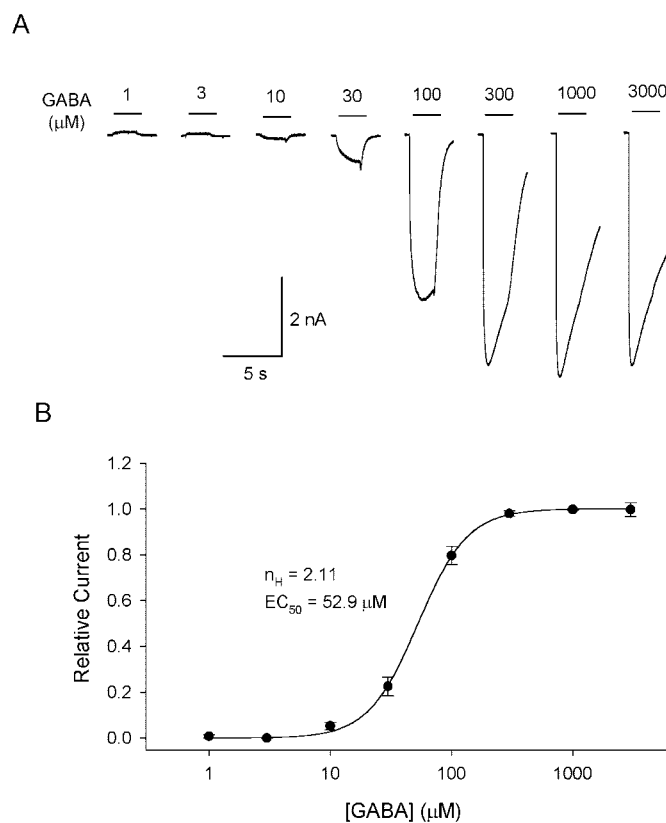 A
GABA 1 3 10 30 100 300 1000 3000
(μM)
2 nA
5 s
B
1.2
1.0
0.8
0.6
0.4
0.2
0.0
Relative Current
n_H = 2.11
EC_50 = 52.9 μM
1 10 100 1000
[GABA] (μM)